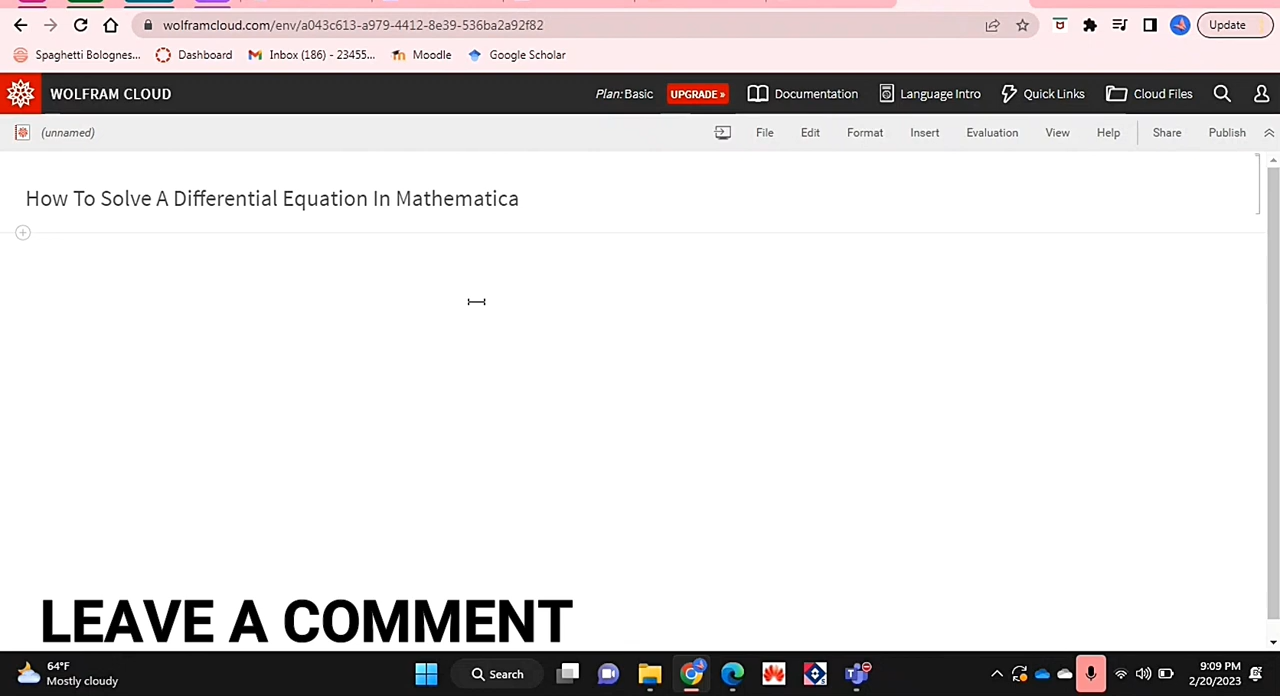 wolframcloud.com/env/a043c613-a979-4412-8e39-536ba2a92f82
Update
Spaghetti Bolognes...
Dashboard
Inbox (186) - 23455...
Moodle
Google Scholar
WOLFRAM CLOUD
Plan: Basic
UPGRADE »
Documentation
Language Intro
Quick Links
Cloud Files
(unnamed)
File
Edit
Format
Insert
Evaluation
View
Help
Share
Publish
How To Solve A Differential Equation In Mathematica
LEAVE A COMMENT
64°F
Mostly cloudy
Search
9:09 PM
2/20/2023